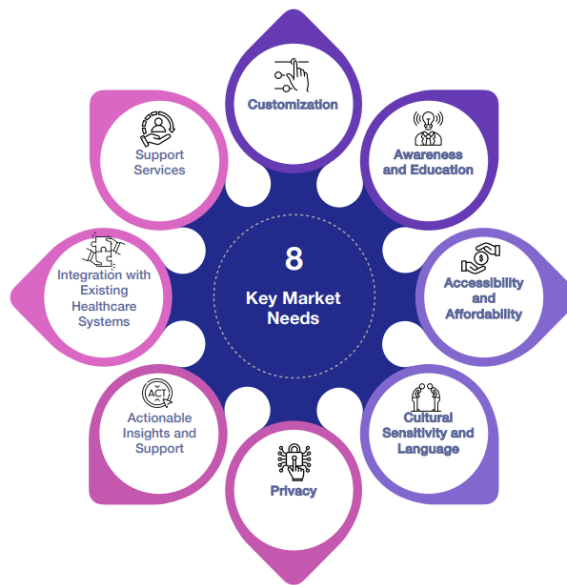 8
Key Market
Needs
Customization
Awareness
and Education
Accessibility
and
Affordability
Cultural
Sensitivity and
Language
Privacy
ACT
Actionable
Insights and
Support
Integration with
Existing
Healthcare
Systems
Support
Services